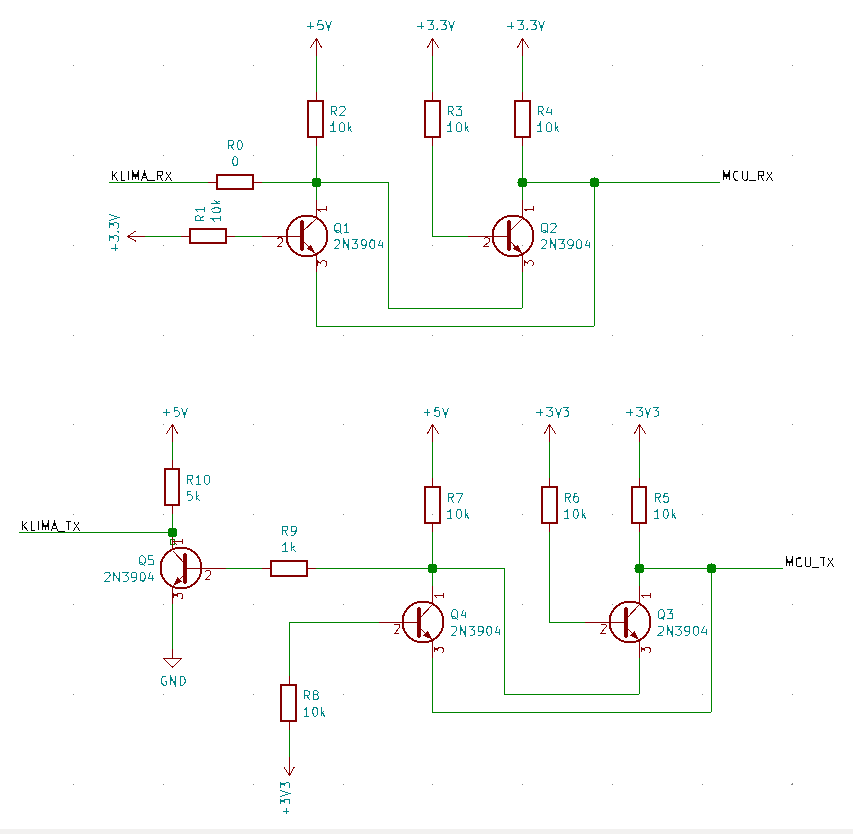 +5V
+3.3V
+3.3V
R2
10k
R3
10k
R4
10k
R0
0
KLIMA_RX
MCU_RX
+3.3V
R1
10k
1
2
3
Q1
2N3904
1
2
3
Q2
2N3904
+5V
+5V
+3V3
+3V3
R10
5k
R7
10k
R6
10k
R5
10k
KLIMA_TX
R9
1k
MCU_TX
Q5
2N3904
1
2
3
Q4
2N3904
1
2
3
Q3
2N3904
1
2
3
GND
R8
10k
+3V3